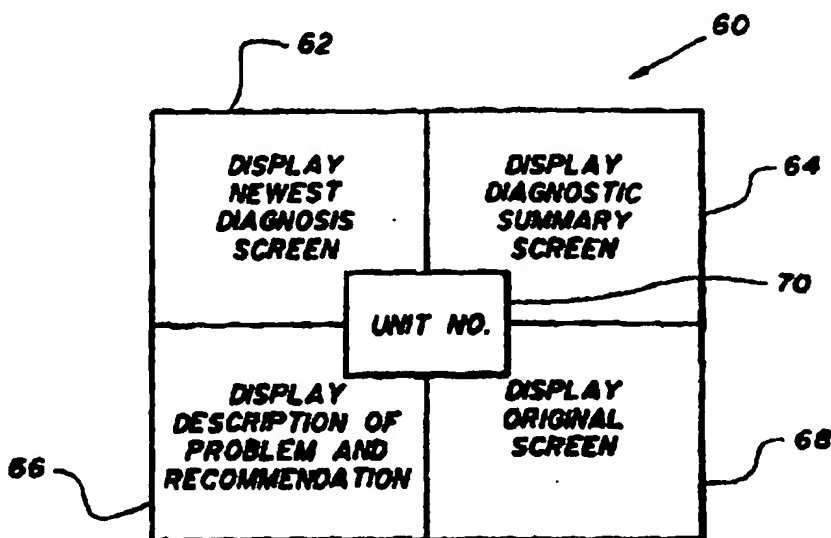 62
60
DISPLAY
NEWEST
DIAGNOSIS
SCREEN
DISPLAY
DIAGNOSTIC
SUMMARY
SCREEN
64
UNIT NO.
70
DISPLAY
DESCRIPTION OF
PROBLEM AND
RECOMMENDATION
DISPLAY
ORIGINAL
SCREEN
66
68